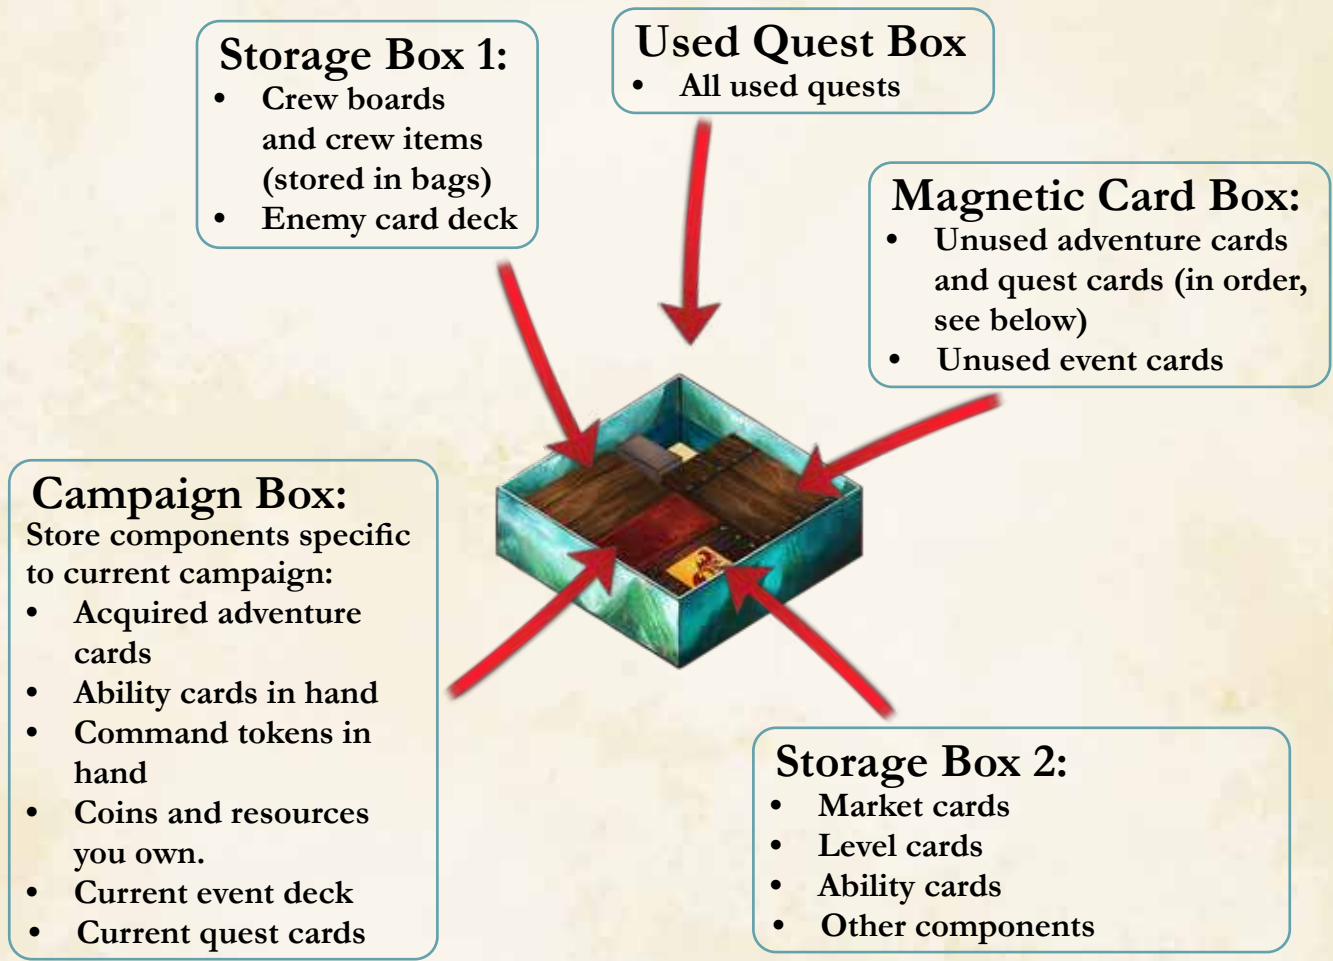 Storage Box 1:
• Crew boards
and crew items
(stored in bags)
• Enemy card deck
Used Quest Box
• All used quests
Magnetic Card Box:
• Unused adventure cards
and quest cards (in order,
see below)
• Unused event cards
Campaign Box:
Store components specific
to current campaign:
• Acquired adventure
cards
• Ability cards in hand
• Command tokens in
hand
• Coins and resources
you own.
• Current event deck
• Current quest cards
Storage Box 2:
• Market cards
• Level cards
• Ability cards
• Other components